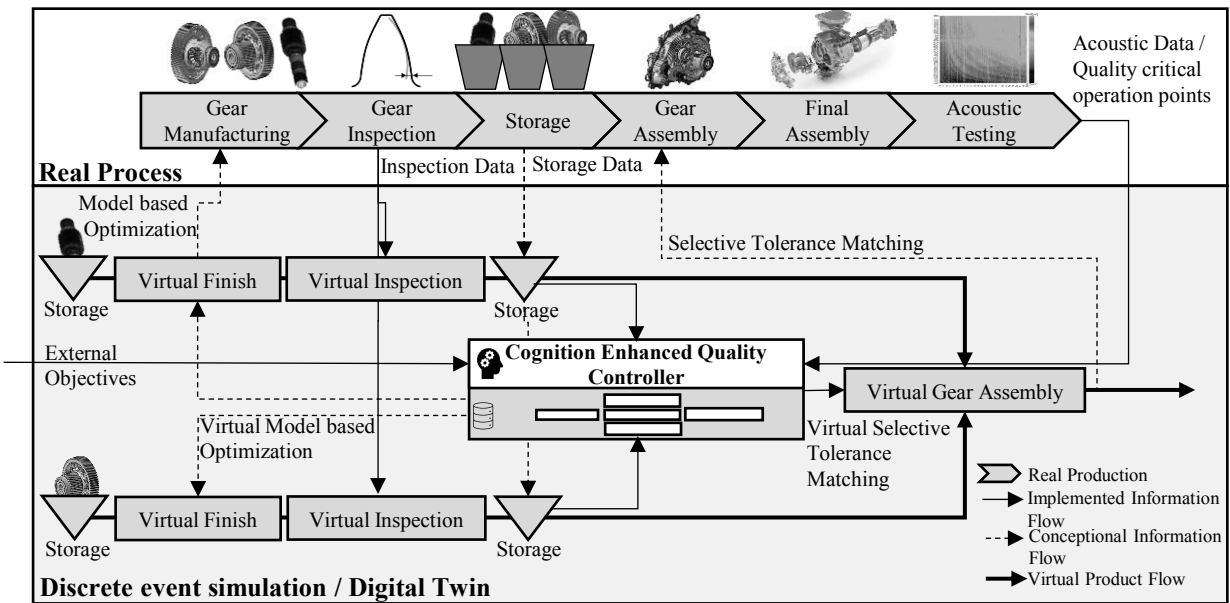 Acoustic Data /
Quality critical
operation points
Gear
Manufacturing
Gear
Inspection
Storage
Gear
Assembly
Final
Assembly
Acoustic
Testing
Real Process
Inspection Data
Storage Data
Model based
Optimization
Selective Tolerance Matching
Virtual Finish
Virtual Inspection
Storage
Storage
External
Objectives
Cognition Enhanced Quality
Controller
Virtual Gear Assembly
Virtual Model based
Optimization
Virtual Selective
Tolerance
Matching
Virtual Finish
Virtual Inspection
Storage
Storage
Real Production
Implemented Information
Flow
Conceptional Information
Flow
Virtual Product Flow
Discrete event simulation / Digital Twin